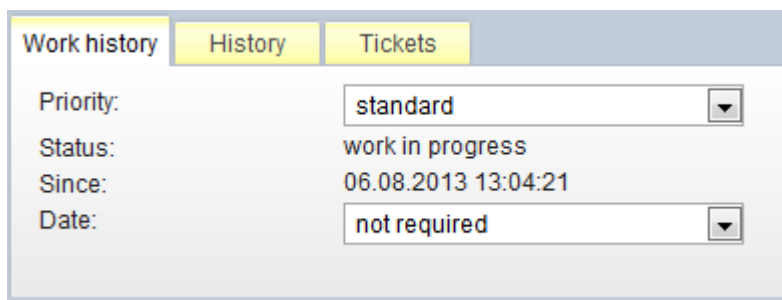 Work history History Tickets
Priority: standard
Status: work in progress
Since: 06.08.2013 13:04:21
Date: not required